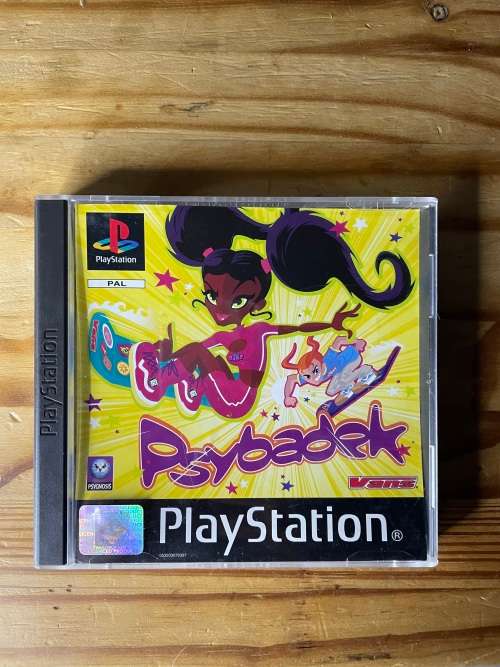 PlayStation
PAL
PlayStation
Psybadek
PSYGNOSIS
Vans
PlayStation®